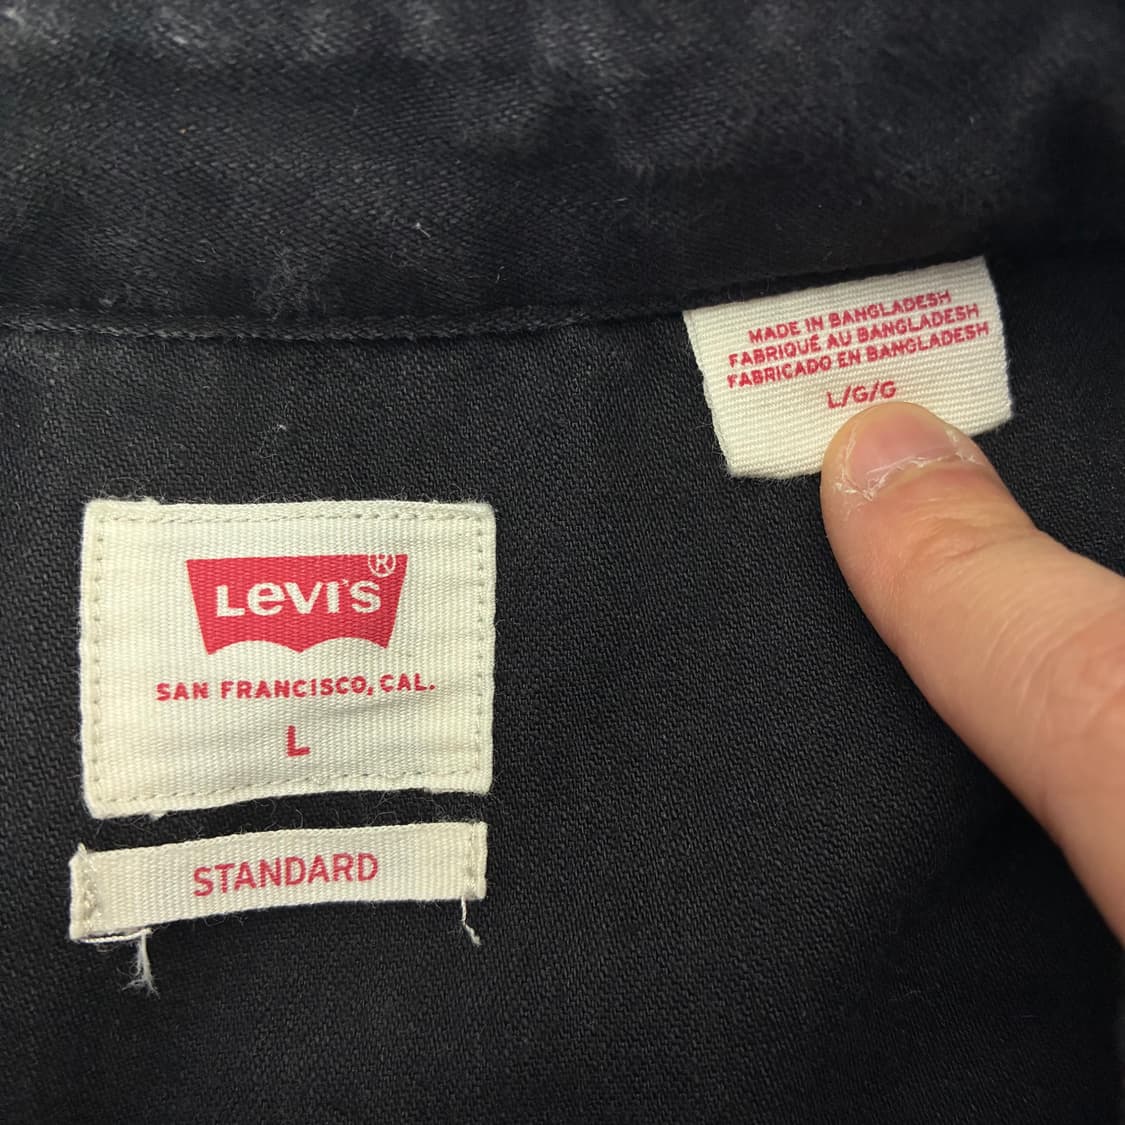 MADE IN BANGLADESH
FABRIQUÉ AU BANGLADESH
FABRICADO EN BANGLADESH
L/G/G
LEVI'S®
SAN FRANCISCO, CAL.
L
STANDARD